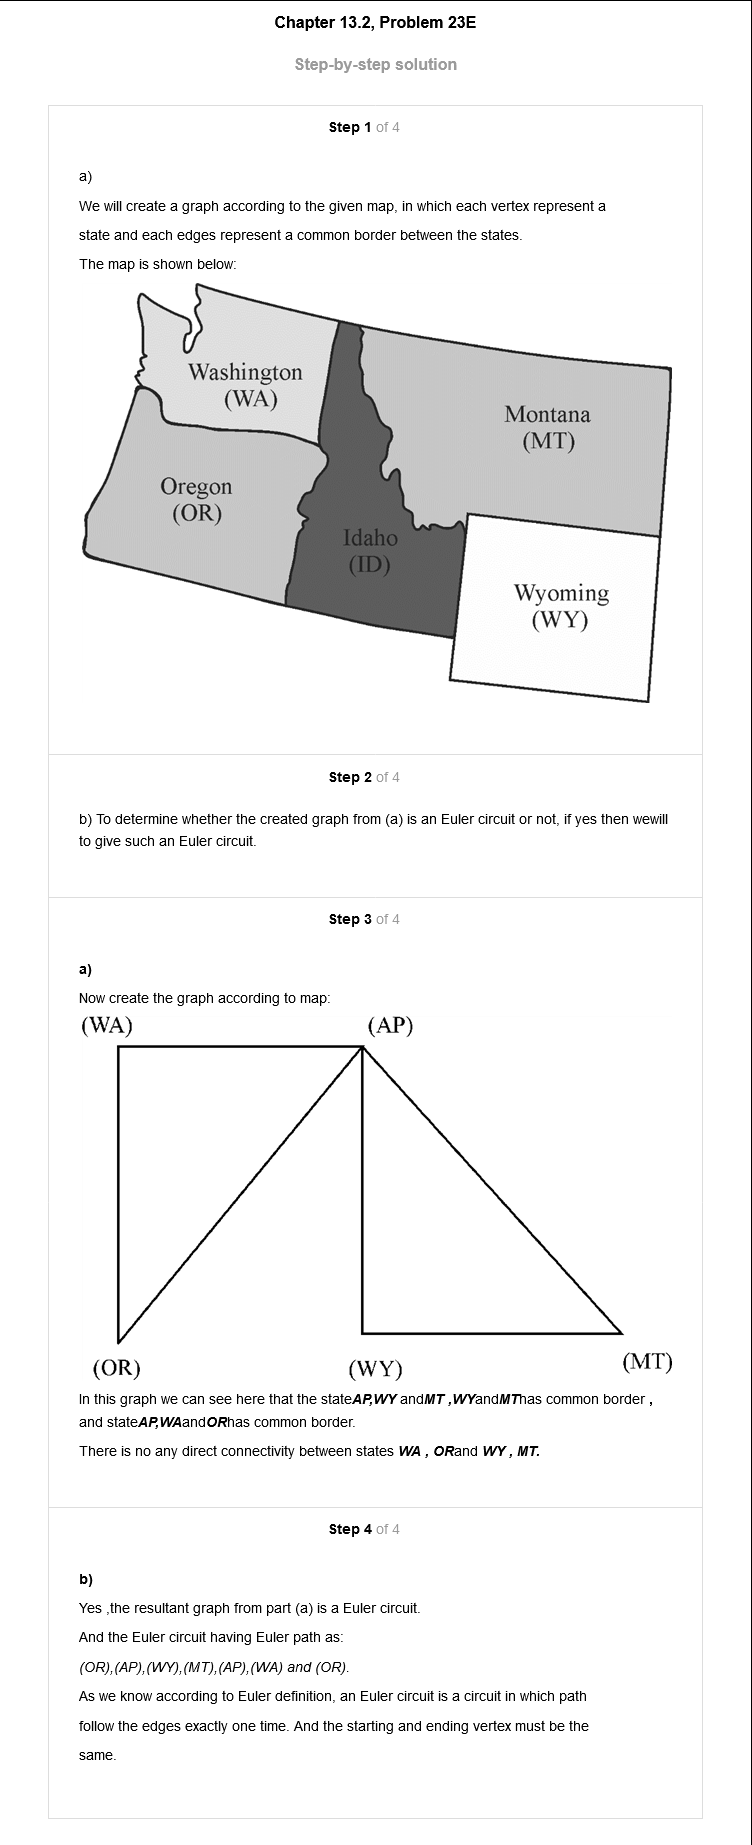 Chapter 13.2, Problem 23E
Step-by-step solution
Step 1 of 4
a)
We will create a graph according to the given map, in which each vertex represent a
state and each edges represent a common border between the states.
The map is shown below:
Washington
(WA)
Montana
(MT)
Oregon
(OR)
Idaho
(ID)
Wyoming
(WY)
Step 2 of 4
b) To determine whether the created graph from (a) is an Euler circuit or not, if yes then wewill
to give such an Euler circuit.
Step 3 of 4
a)
Now create the graph according to map:
(WA) (AP)
(OR) (WY) (MT)
In this graph we can see here that the stateAP,WY andMT ,WYandMThas common border ,
and stateAP,WAandORhas common border.
There is no any direct connectivity between states WA , ORand WY , MT.
Step 4 of 4
b)
Yes ,the resultant graph from part (a) is a Euler circuit.
And the Euler circuit having Euler path as:
(OR),(AP),(WY),(MT),(AP),(WA) and (OR).
As we know according to Euler definition, an Euler circuit is a circuit in which path
follow the edges exactly one time. And the starting and ending vertex must be the
same.